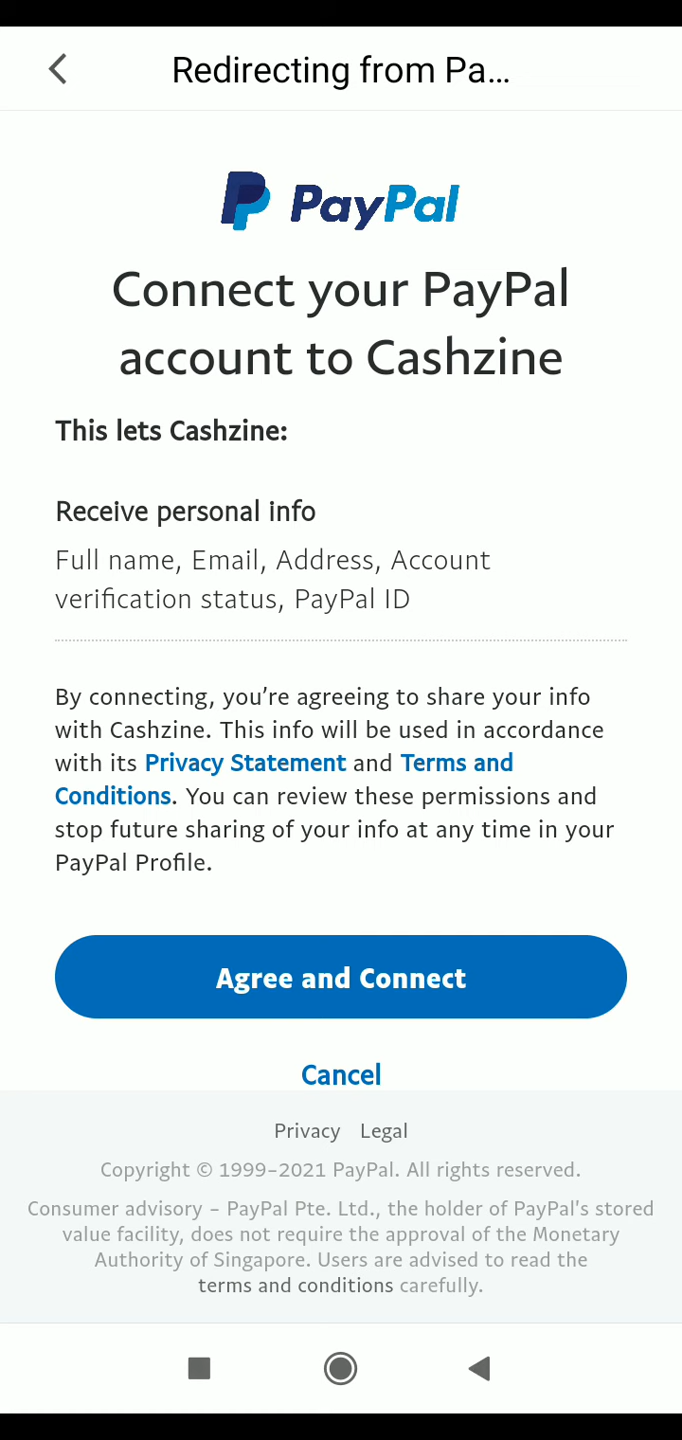 Redirecting from Pa...
PayPal
Connect your PayPal
account to Cashzine
This lets Cashzine:
Receive personal info
Full name, Email, Address, Account
verification status, PayPal ID
By connecting, you’re agreeing to share your info
with Cashzine. This info will be used in accordance
with its Privacy Statement and Terms and
Conditions. You can review these permissions and
stop future sharing of your info at any time in your
PayPal Profile.
Agree and Connect
Cancel
Privacy Legal
Copyright © 1999-2021 PayPal. All rights reserved.
Consumer advisory - PayPal Pte. Ltd., the holder of PayPal's stored
value facility, does not require the approval of the Monetary
Authority of Singapore. Users are advised to read the
terms and conditions carefully.